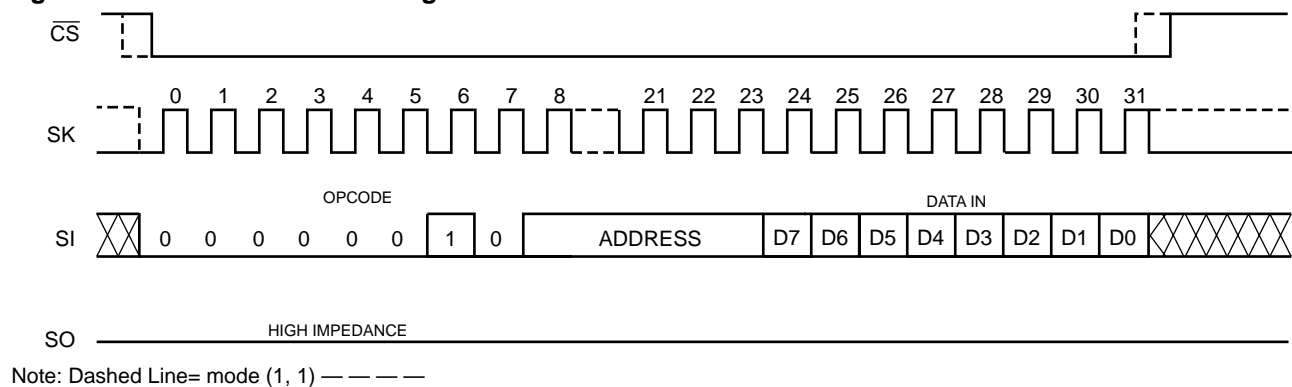 CS
0 1 2 3 4 5 6 7 8 21 22 23 24 25 26 27 28 29 30 31
SK
OPCODE DATA IN
SI 0 0 0 0 0 0 1 0 ADDRESS D7 D6 D5 D4 D3 D2 D1 D0
HIGH IMPEDANCE
SO
Note: Dashed Line= mode (1, 1) — — — —